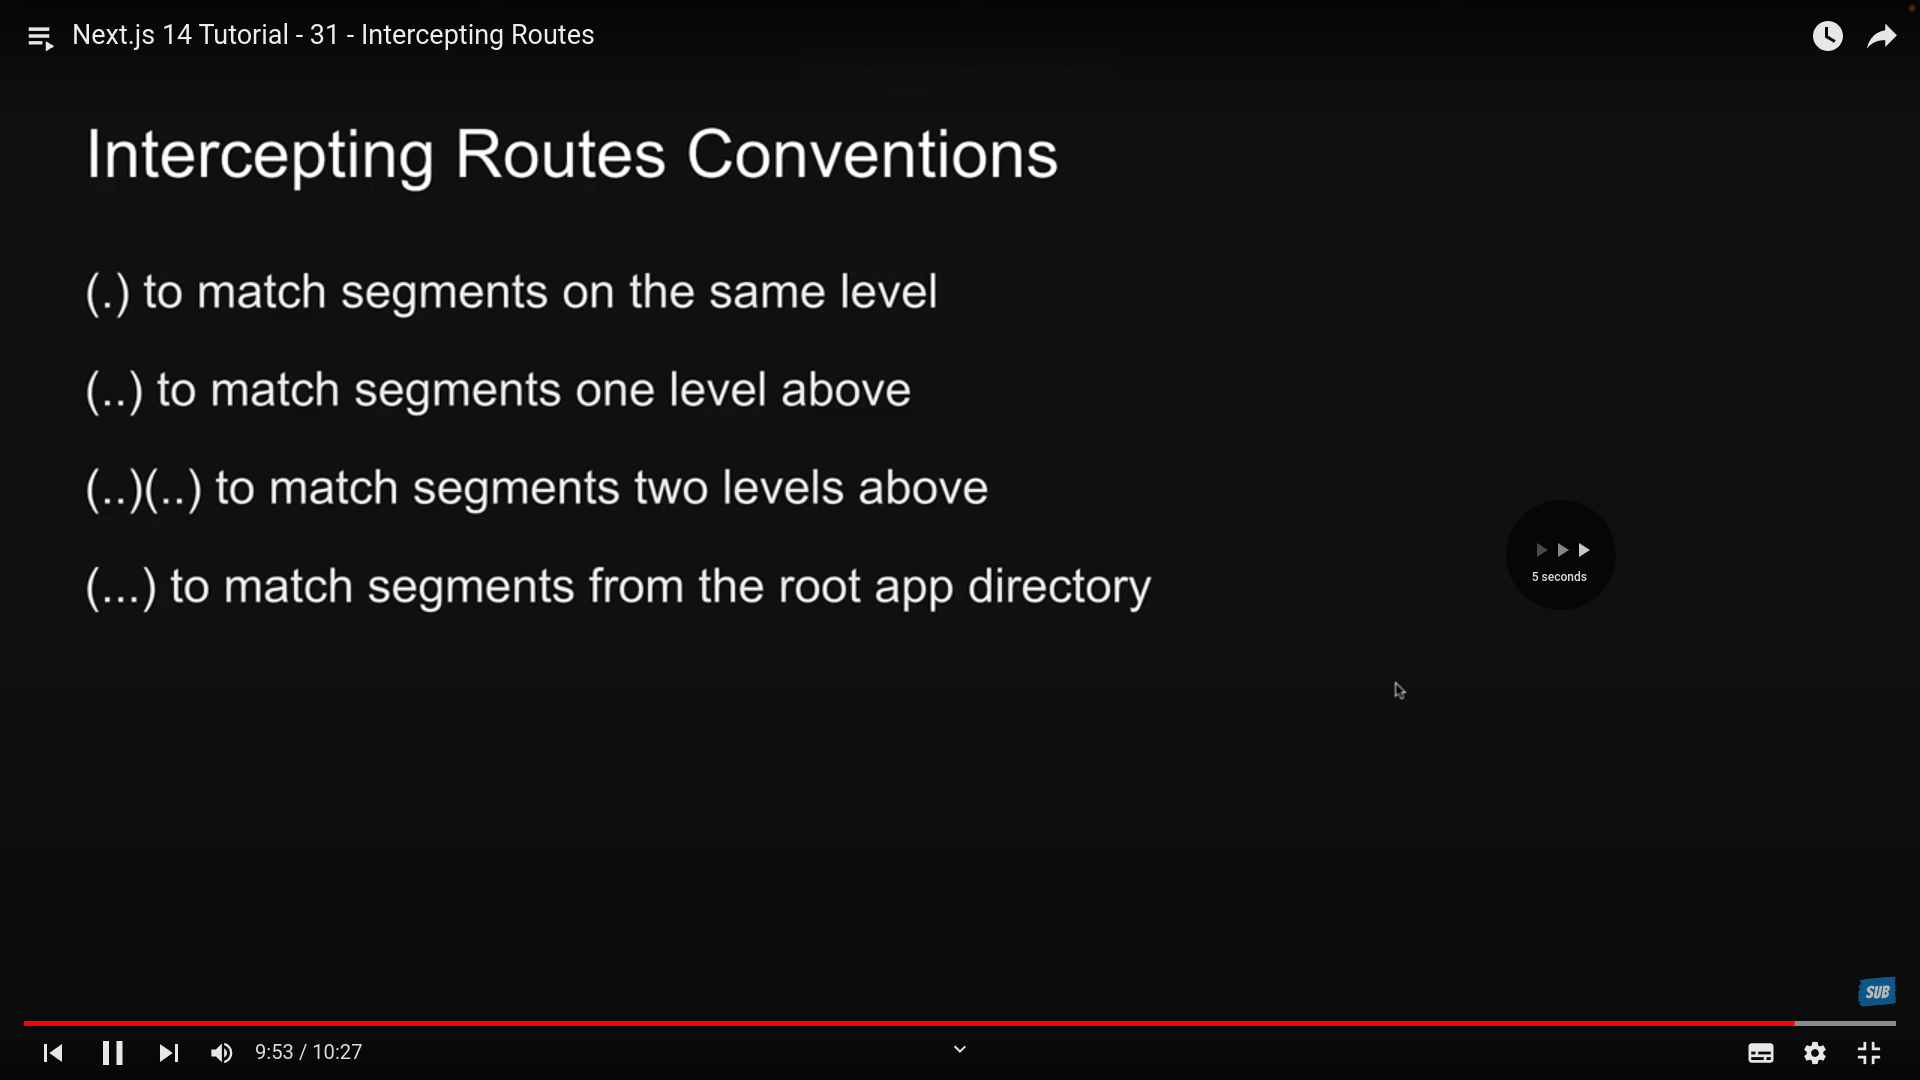 Next.js 14 Tutorial - 31 - Intercepting Routes
Intercepting Routes Conventions
(.) to match segments on the same level
(..) to match segments one level above
(..)(..) to match segments two levels above
(...) to match segments from the root app directory
5 seconds
SUB
9:53 / 10:27